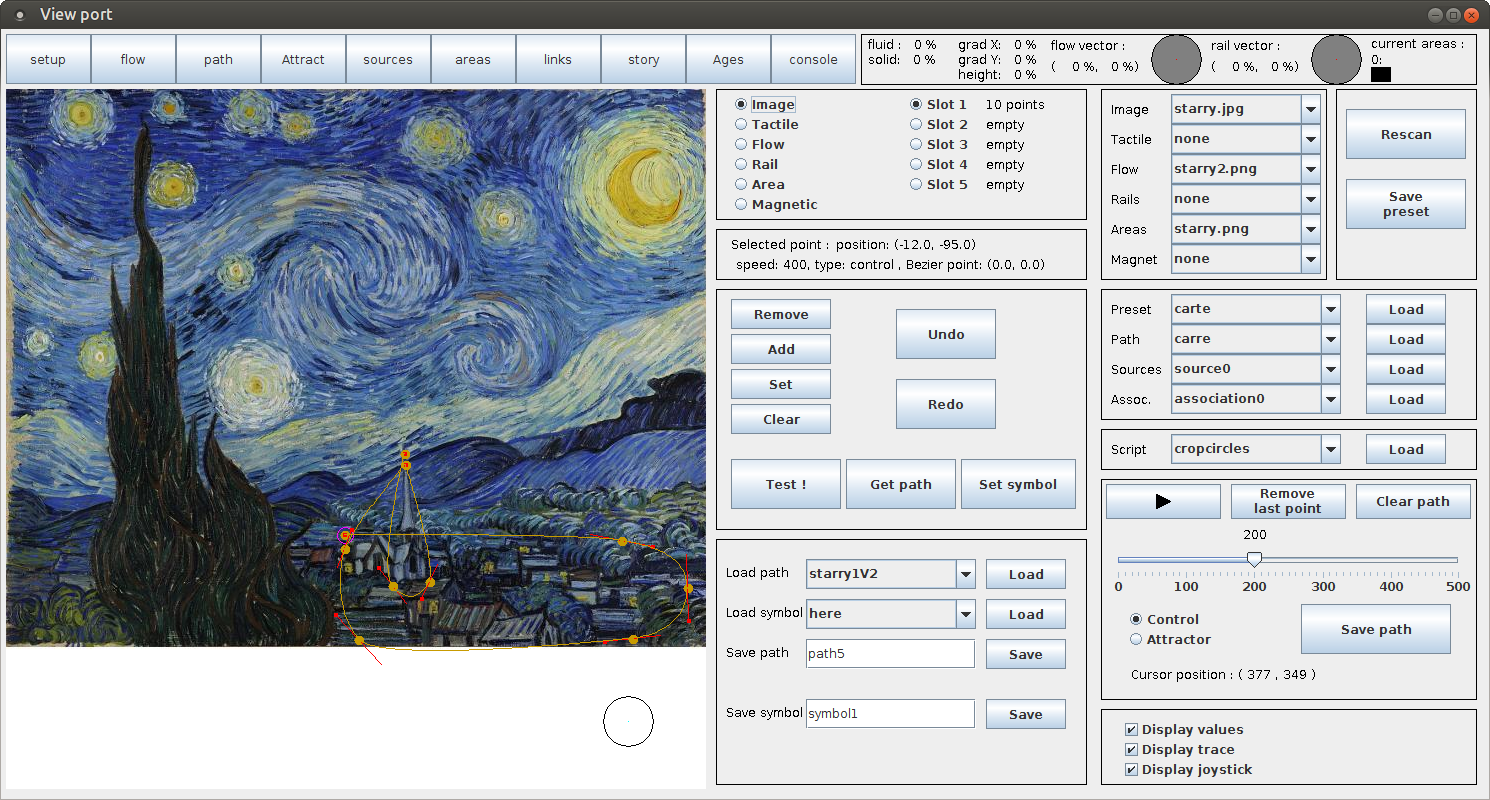 View port
setup flow path Attract sources areas links story Ages console
fluid : 0 % grad X: 0 % flow vector : rail vector : current areas :
solid: 0 % grad Y: 0 % ( 0 %, 0 %) ( 0 %, 0 %) 0:
height: 0 %
Image Slot 1 10 points
Tactile Slot 2 empty
Flow Slot 3 empty
Rail Slot 4 empty
Area Slot 5 empty
Magnetic
Selected point : position: (-12.0, -95.0)
speed: 400, type: control , Bezier point: (0.0, 0.0)
Remove
Add
Set
Clear
Undo
Redo
Test ! Get path Set symbol
Load path starry1V2 Load
Load symbol here Load
Save path path5 Save
Save symbol symbol1 Save
Image starry.jpg
Tactile none
Flow starry2.png
Rails none
Areas starry.png
Magnet none
Rescan
Save
preset
Preset carte Load
Path carre Load
Sources source0 Load
Assoc. association0 Load
Script cropcircles Load
Remove
last point
Clear path
200
0 100 200 300 400 500
Control
Attractor
Save path
Cursor position : ( 377 , 349 )
Display values
Display trace
Display joystick